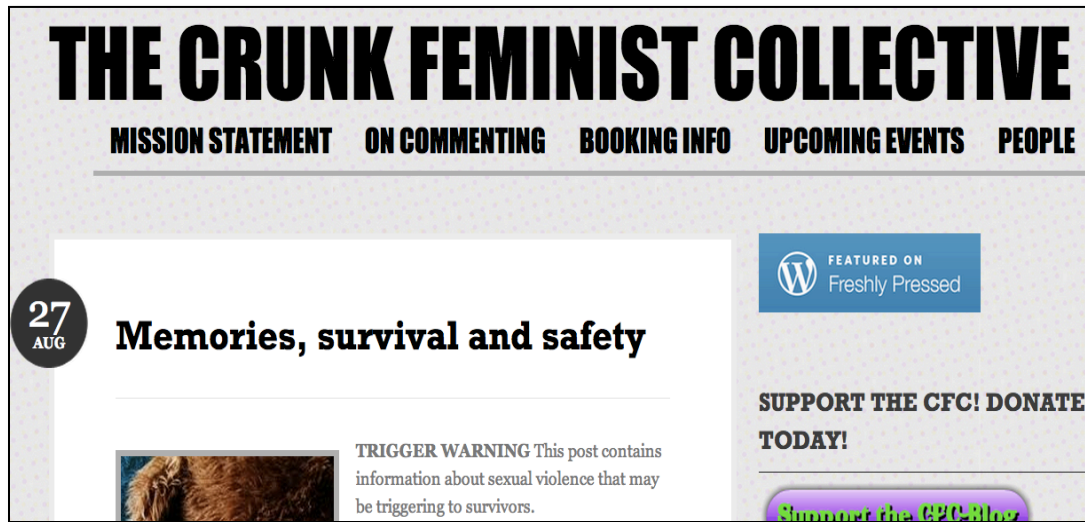 THE CRUNK FEMINIST COLLECTIVE
MISSION STATEMENT ON COMMENTING BOOKING INFO UPCOMING EVENTS PEOPLE
27
AUG
Memories, survival and safety
TRIGGER WARNING This post contains
information about sexual violence that may
be triggering to survivors.
FEATURED ON
Freshly Pressed
SUPPORT THE CFC! DONATE
TODAY!
Support the CFC-Blog